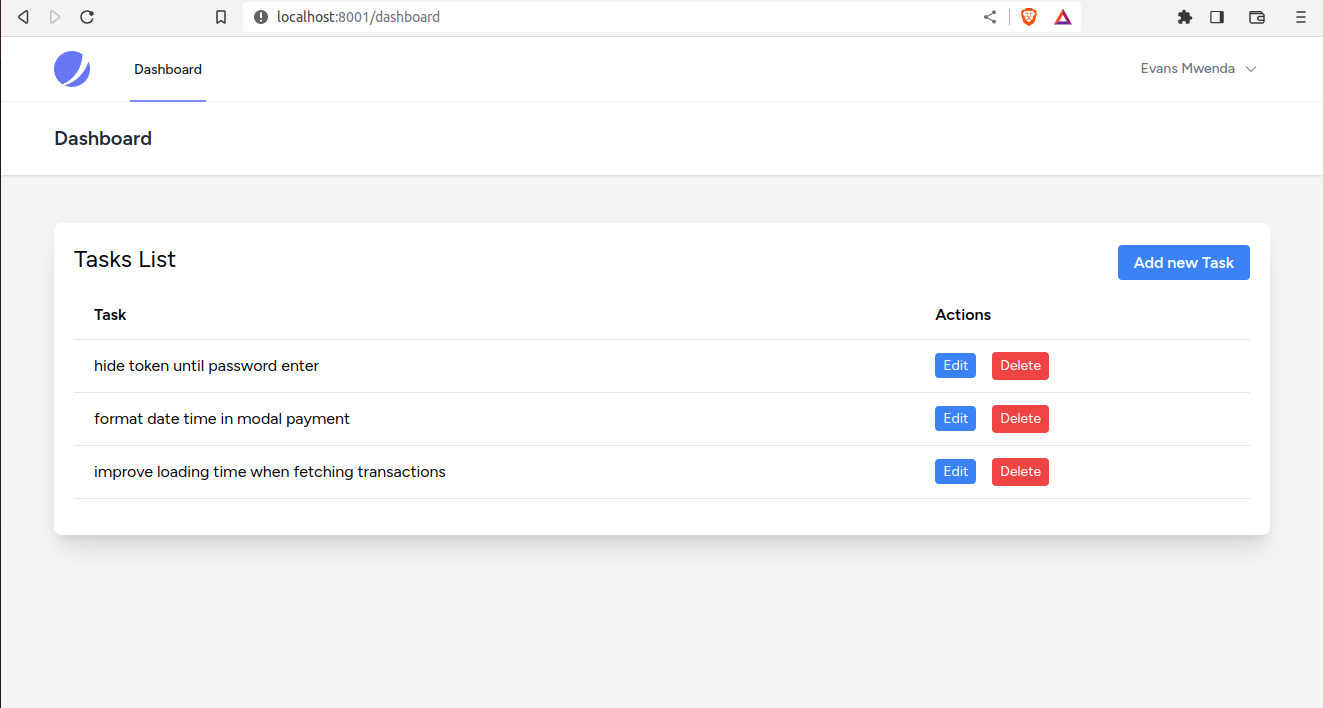 localhost:8001/dashboard
Dashboard
Evans Mwenda
Dashboard
Tasks List
Add new Task
Task Actions
hide token until password enter Edit Delete
format date time in modal payment Edit Delete
improve loading time when fetching transactions Edit Delete